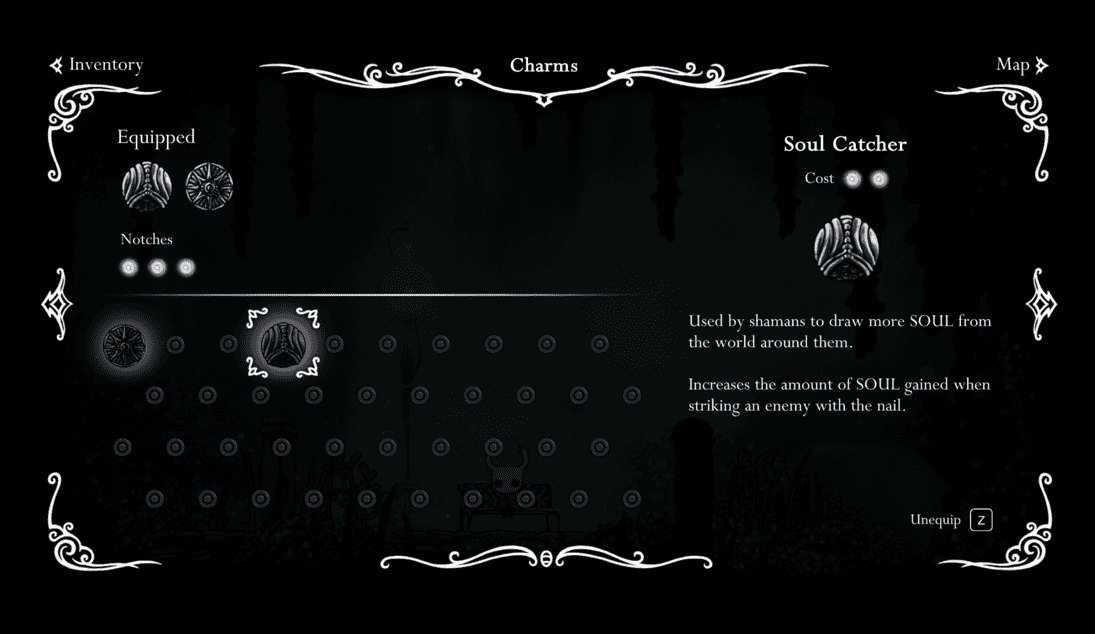 Inventory
Charms
Map
Equipped
Notches
Soul Catcher
Cost
Used by shamans to draw more SOUL from
the world around them.
Increases the amount of SOUL gained when
striking an enemy with the nail.
Unequip Z